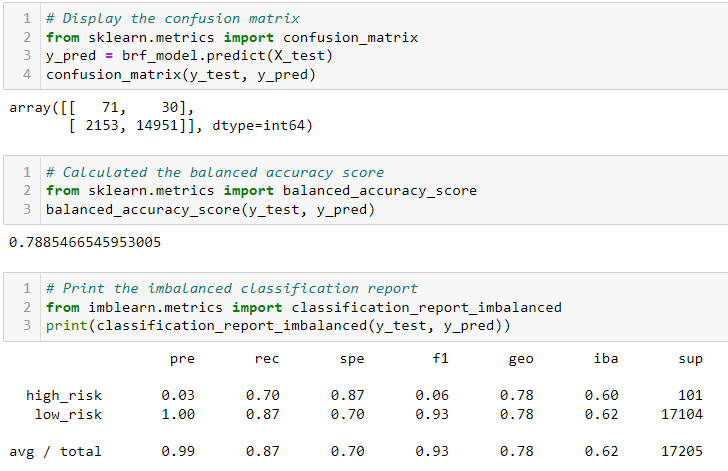 1 # Display the confusion matrix
2 from sklearn.metrics import confusion_matrix
3 y_pred = brf_model.predict(X_test)
4 confusion_matrix(y_test, y_pred)
array([[   71,    30],
       [ 2153, 14951]], dtype=int64)
1 # Calculated the balanced accuracy score
2 from sklearn.metrics import balanced_accuracy_score
3 balanced_accuracy_score(y_test, y_pred)
0.7885466545953005
1 # Print the imbalanced classification report
2 from imblearn.metrics import classification_report_imbalanced
3 print(classification_report_imbalanced(y_test, y_pred))
                   pre       rec       spe        f1       geo       iba       sup
  high_risk       0.03      0.70      0.87      0.06      0.78      0.60       101
   low_risk       1.00      0.87      0.70      0.93      0.78      0.62     17104
avg / total       0.99      0.87      0.70      0.93      0.78      0.62     17205